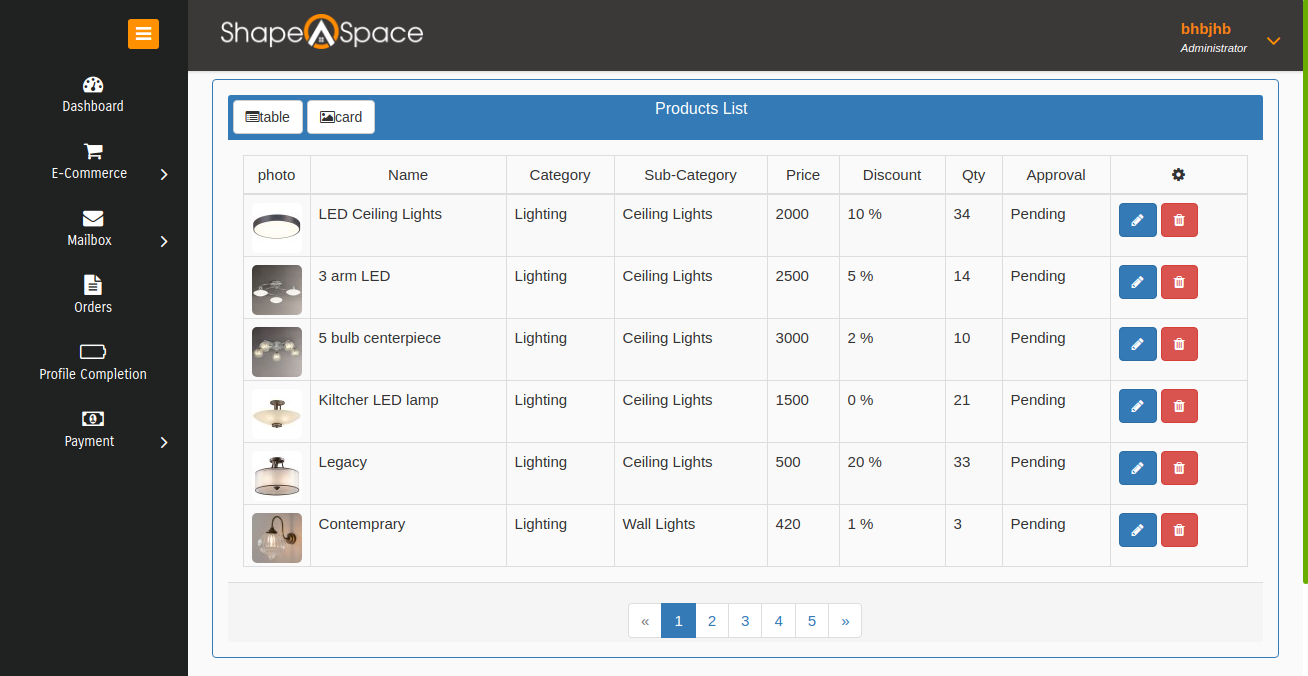 Shape Space
bhbjhb
Administrator
Dashboard
E-Commerce
Mailbox
Orders
Profile Completion
Payment
table card Products List
photo Name Category Sub-Category Price Discount Qty Approval
LED Ceiling Lights Lighting Ceiling Lights 2000 10 % 34 Pending
3 arm LED Lighting Ceiling Lights 2500 5 % 14 Pending
5 bulb centerpiece Lighting Ceiling Lights 3000 2 % 10 Pending
Kiltcher LED lamp Lighting Ceiling Lights 1500 0 % 21 Pending
Legacy Lighting Ceiling Lights 500 20 % 33 Pending
Contemprary Lighting Wall Lights 420 1 % 3 Pending
« 1 2 3 4 5 »